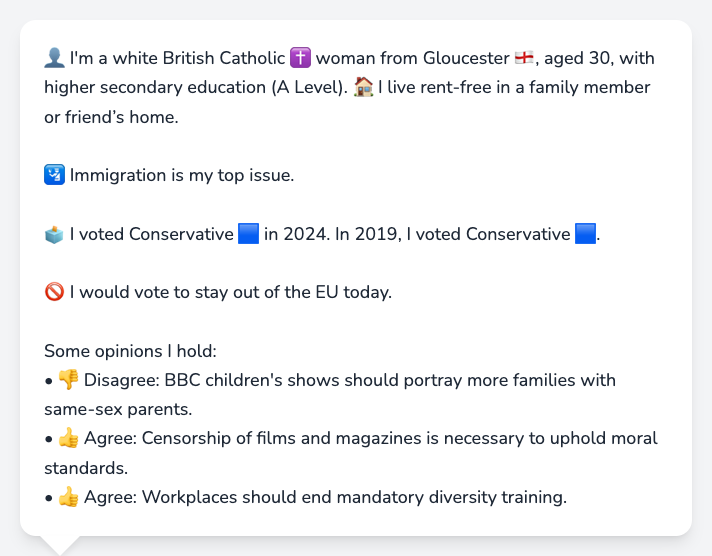 👤 I'm a white British Catholic ✝️ woman from Gloucester 🏴󠁧󠁢󠁥󠁮󠁧󠁿, aged 30, with
higher secondary education (A Level). 🏠 I live rent-free in a family member
or friend’s home.
🛂 Immigration is my top issue.
🗳️ I voted Conservative 🟦 in 2024. In 2019, I voted Conservative 🟦.
🚫 I would vote to stay out of the EU today.
Some opinions I hold:
• 👎 Disagree: BBC children's shows should portray more families with
same-sex parents.
• 👍 Agree: Censorship of films and magazines is necessary to uphold moral
standards.
• 👍 Agree: Workplaces should end mandatory diversity training.